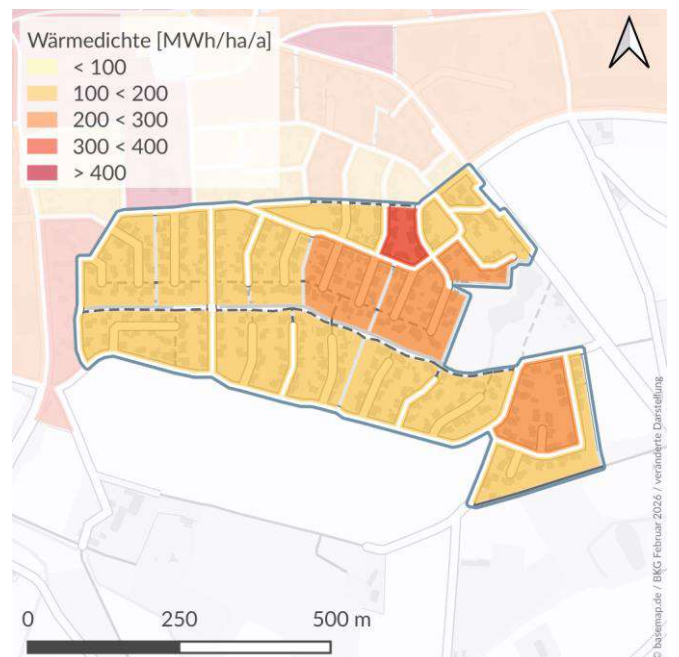 Wärmedichte [MWh/ha/a]
< 100
100 < 200
200 < 300
300 < 400
> 400
© basemap.de / BKG Februar 2026 / veränderte Darstellung
0 250 500 m